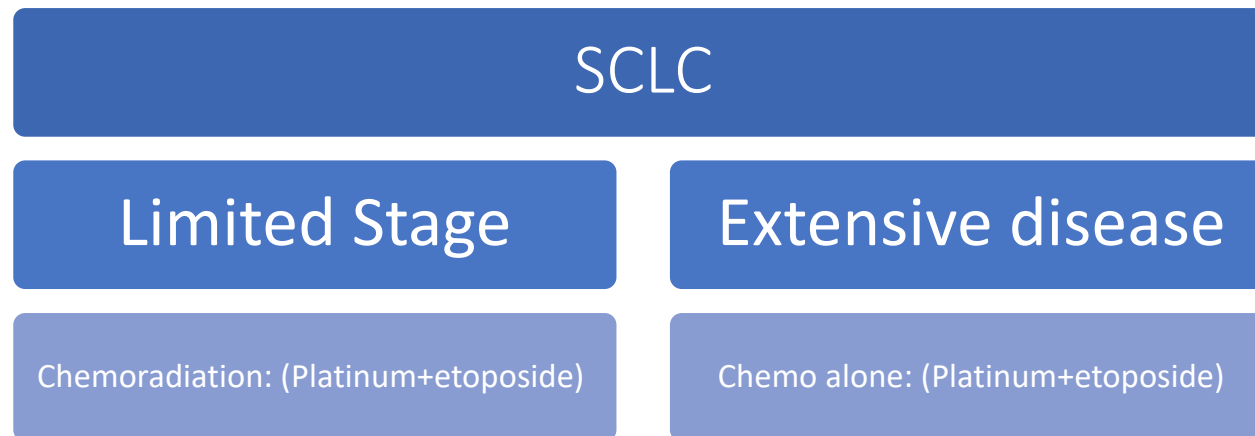 SCLC
Limited Stage
Extensive disease
Chemoradiation: (Platinum+etoposide)
Chemo alone: (Platinum+etoposide)